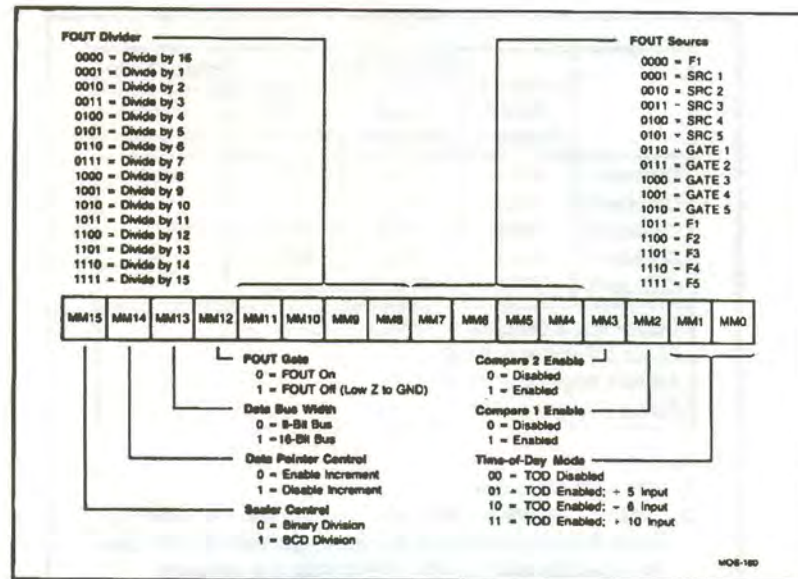 FOUT Divider
0000 = Divide by 16
0001 = Divide by 1
0010 = Divide by 2
0011 = Divide by 3
0100 = Divide by 4
0101 = Divide by 5
0110 = Divide by 6
0111 = Divide by 7
1000 = Divide by 8
1001 = Divide by 9
1010 = Divide by 10
1011 = Divide by 11
1100 = Divide by 12
1101 = Divide by 13
1110 = Divide by 14
1111 = Divide by 15
FOUT Source
0000 = F1
0001 = SRC 1
0010 = SRC 2
0011 = SRC 3
0100 = SRC 4
0101 = SRC 5
0110 = GATE 1
0111 = GATE 2
1000 = GATE 3
1001 = GATE 4
1010 = GATE 5
1011 = F1
1100 = F2
1101 = F3
1110 = F4
1111 = F5
MM15 MM14 MM13 MM12 MM11 MM10 MM9 MM8 MM7 MM6 MM5 MM4 MM3 MM2 MM1 MM0
FOUT Gate
0 = FOUT On
1 = FOUT Off (Low Z to GND)
Data Bus Width
0 = 8-Bit Bus
1 = 16-Bit Bus
Data Pointer Control
0 = Enable Increment
1 = Disable Increment
Scaler Control
0 = Binary Division
1 = BCD Division
Compare 2 Enable
0 = Disabled
1 = Enabled
Compare 1 Enable
0 = Disabled
1 = Enabled
Time-of-Day Mode
00 = TOD Disabled
01 = TOD Enabled; ÷ 5 Input
10 = TOD Enabled; ÷ 6 Input
11 = TOD Enabled; ÷ 10 Input
MOS-160